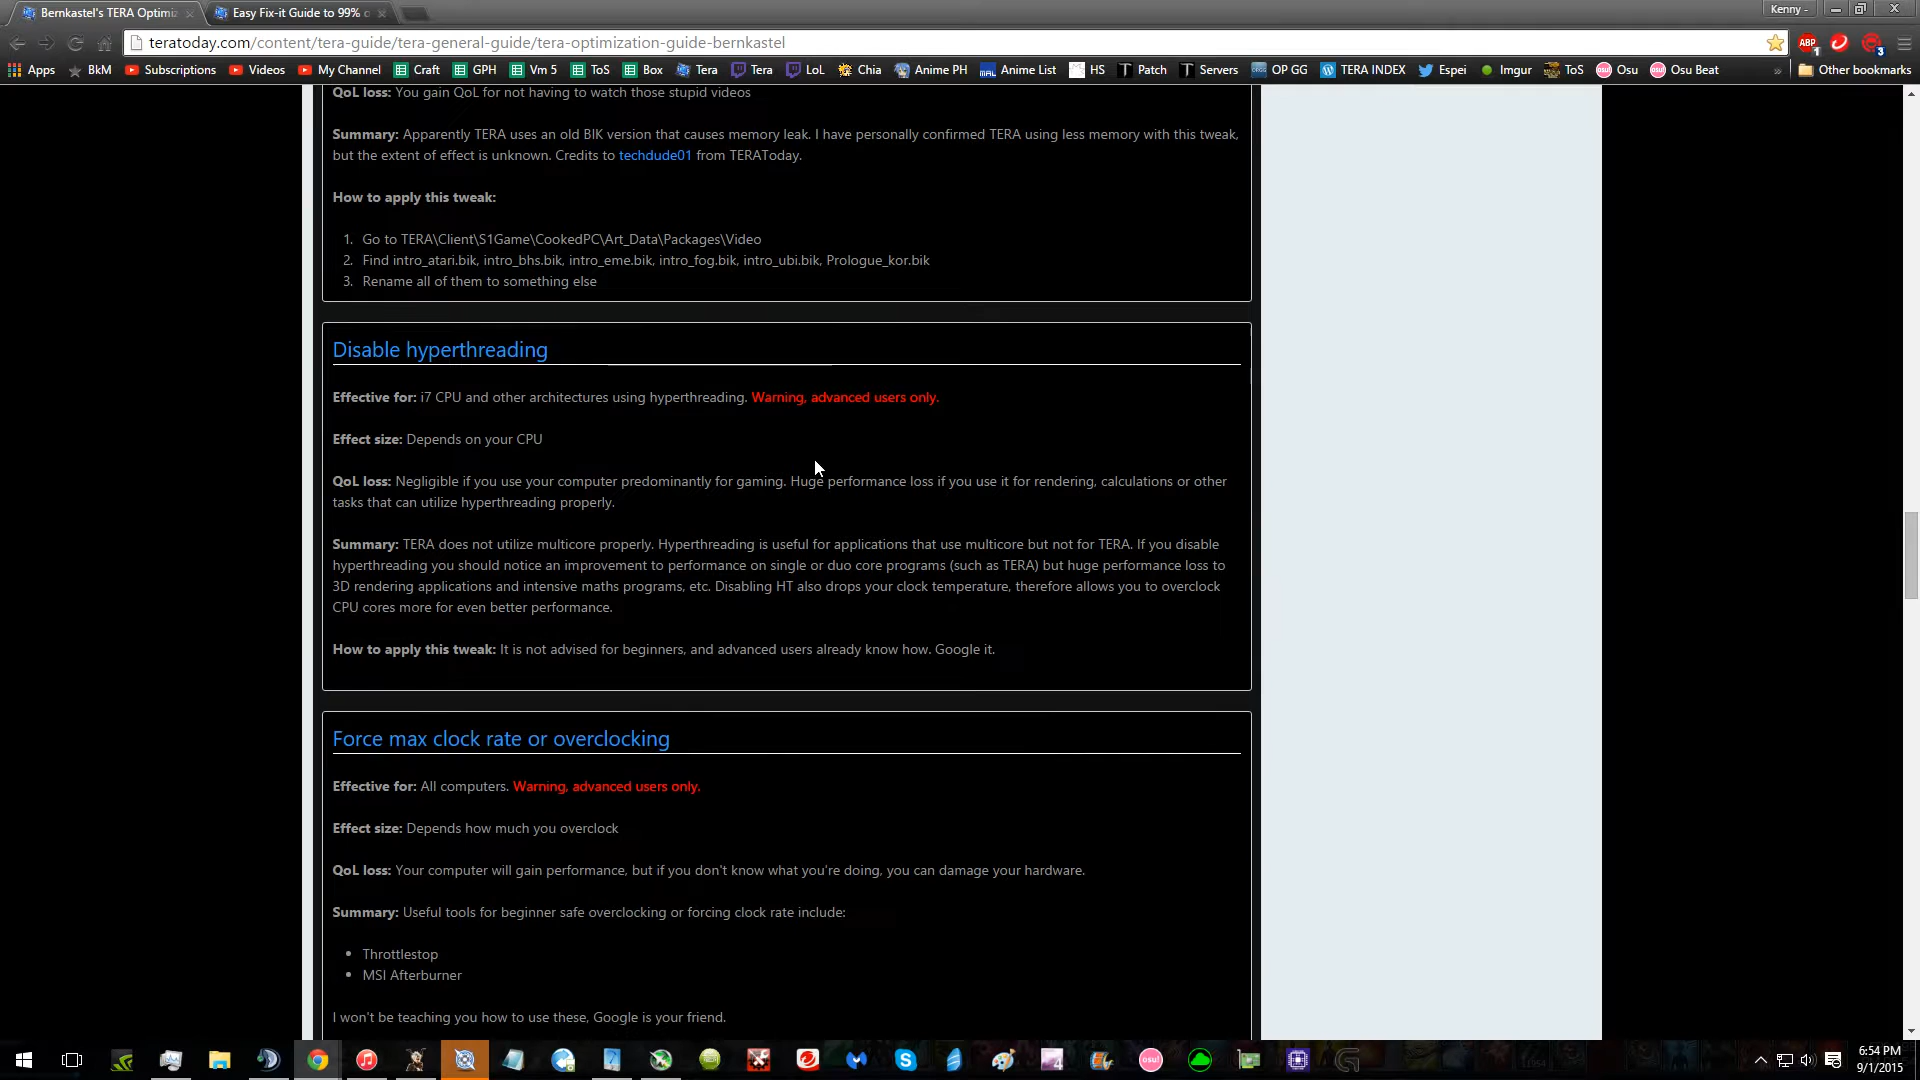 Bernkastel's TERA Optimi
Easy Fix-it Guide to 99% o
Kenny -
teratoday.com/content/tera-guide/tera-general-guide/tera-optimization-guide-bernkastel
ABP
1
3
Apps
BkM
Subscriptions
Videos
My Channel
Craft
GPH
Vm 5
ToS
Box
Tera
Tera
LoL
Chia
Anime PH
MAL
Anime List
HS
T
Patch
T
Servers
OP GG
TERA INDEX
Espei
Imgur
ToS
osu!
Osu
osu!
Osu Beat
»
Other bookmarks
QoL loss: You gain QoL for not having to watch those stupid videos
Summary: Apparently TERA uses an old BIK version that causes memory leak. I have personally confirmed TERA using less memory with this tweak,
but the extent of effect is unknown. Credits to techdude01 from TERAToday.
How to apply this tweak:
1. Go to TERA\Client\S1Game\CookedPC\Art_Data\Packages\Video
2. Find intro_atari.bik, intro_bhs.bik, intro_eme.bik, intro_fog.bik, intro_ubi.bik, Prologue_kor.bik
3. Rename all of them to something else
Disable hyperthreading
Effective for: i7 CPU and other architectures using hyperthreading. Warning, advanced users only.
Effect size: Depends on your CPU
QoL loss: Negligible if you use your computer predominantly for gaming. Huge performance loss if you use it for rendering, calculations or other
tasks that can utilize hyperthreading properly.
Summary: TERA does not utilize multicore properly. Hyperthreading is useful for applications that use multicore but not for TERA. If you disable
hyperthreading you should notice an improvement to performance on single or duo core programs (such as TERA) but huge performance loss to
3D rendering applications and intensive maths programs, etc. Disabling HT also drops your clock temperature, therefore allows you to overclock
CPU cores more for even better performance.
How to apply this tweak: It is not advised for beginners, and advanced users already know how. Google it.
Force max clock rate or overclocking
Effective for: All computers. Warning, advanced users only.
Effect size: Depends how much you overclock
QoL loss: Your computer will gain performance, but if you don't know what you're doing, you can damage your hardware.
Summary: Useful tools for beginner safe overclocking or forcing clock rate include:
• Throttlestop
• MSI Afterburner
I won't be teaching you how to use these, Google is your friend.
osu!
6:54 PM
9/1/2015